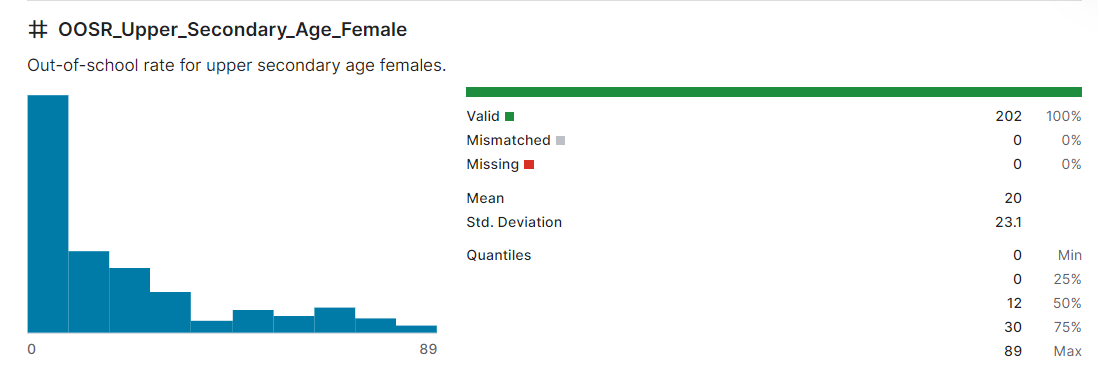 # OOSR_Upper_Secondary_Age_Female
Out-of-school rate for upper secondary age females.
0 89
Valid 202 100%
Mismatched 0 0%
Missing 0 0%
Mean 20
Std. Deviation 23.1
Quantiles 0 Min
0 25%
12 50%
30 75%
89 Max